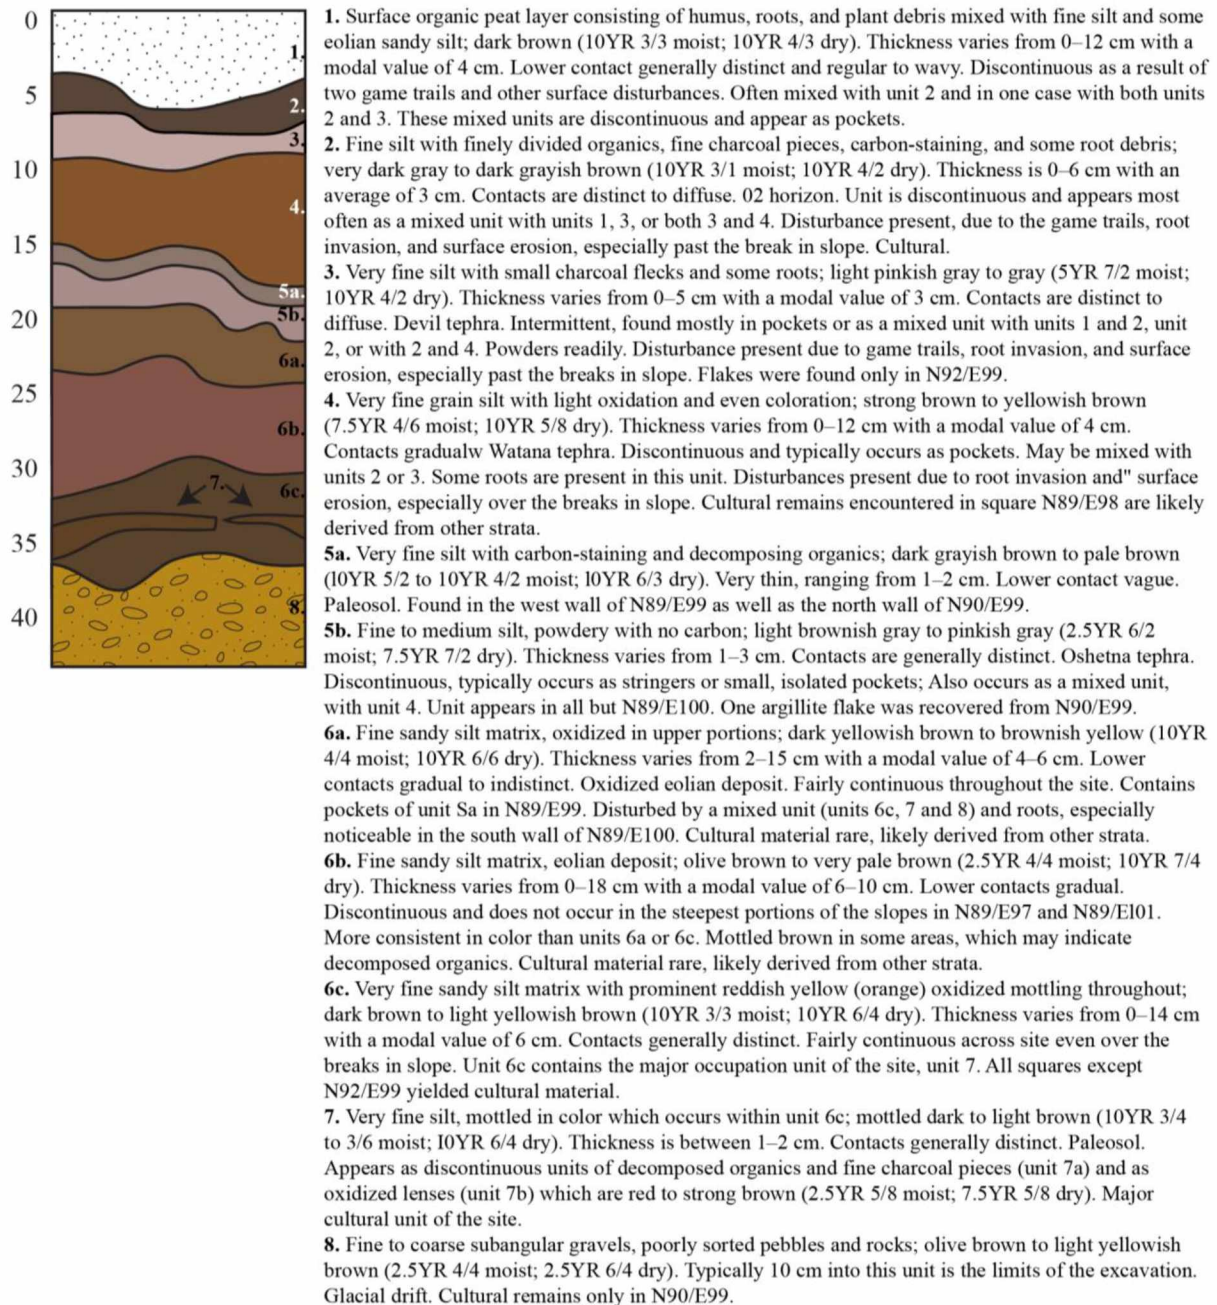 0
5
10
15
20
25
30
35
40
1.
2.
3.
4.
5a.
5b.
6a.
6b.
7.
6c.
8.
1. Surface organic peat layer consisting of humus, roots, and plant debris mixed with fine silt and some
eolian sandy silt; dark brown (10YR 3/3 moist; 10YR 4/3 dry). Thickness varies from 0–12 cm with a
modal value of 4 cm. Lower contact generally distinct and regular to wavy. Discontinuous as a result of
two game trails and other surface disturbances. Often mixed with unit 2 and in one case with both units
2 and 3. These mixed units are discontinuous and appear as pockets.
2. Fine silt with finely divided organics, fine charcoal pieces, carbon-staining, and some root debris;
very dark gray to dark grayish brown (10YR 3/1 moist; 10YR 4/2 dry). Thickness is 0–6 cm with an
average of 3 cm. Contacts are distinct to diffuse. 02 horizon. Unit is discontinuous and appears most
often as a mixed unit with units 1, 3, or both 3 and 4. Disturbance present, due to the game trails, root
invasion, and surface erosion, especially past the break in slope. Cultural.
3. Very fine silt with small charcoal flecks and some roots; light pinkish gray to gray (5YR 7/2 moist;
10YR 4/2 dry). Thickness varies from 0–5 cm with a modal value of 3 cm. Contacts are distinct to
diffuse. Devil tephra. Intermittent, found mostly in pockets or as a mixed unit with units 1 and 2, unit
2, or with 2 and 4. Powders readily. Disturbance present due to game trails, root invasion, and surface
erosion, especially past the breaks in slope. Flakes were found only in N92/E99.
4. Very fine grain silt with light oxidation and even coloration; strong brown to yellowish brown
(7.5YR 4/6 moist; 10YR 5/8 dry). Thickness varies from 0–12 cm with a modal value of 4 cm.
Contacts gradualw Watana tephra. Discontinuous and typically occurs as pockets. May be mixed with
units 2 or 3. Some roots are present in this unit. Disturbances present due to root invasion and" surface
erosion, especially over the breaks in slope. Cultural remains encountered in square N89/E98 are likely
derived from other strata.
5a. Very fine silt with carbon-staining and decomposing organics; dark grayish brown to pale brown
(l0YR 5/2 to 10YR 4/2 moist; l0YR 6/3 dry). Very thin, ranging from 1–2 cm. Lower contact vague.
Paleosol. Found in the west wall of N89/E99 as well as the north wall of N90/E99.
5b. Fine to medium silt, powdery with no carbon; light brownish gray to pinkish gray (2.5YR 6/2
moist; 7.5YR 7/2 dry). Thickness varies from 1–3 cm. Contacts are generally distinct. Oshetna tephra.
Discontinuous, typically occurs as stringers or small, isolated pockets; Also occurs as a mixed unit,
with unit 4. Unit appears in all but N89/E100. One argillite flake was recovered from N90/E99.
6a. Fine sandy silt matrix, oxidized in upper portions; dark yellowish brown to brownish yellow (10YR
4/4 moist; 10YR 6/6 dry). Thickness varies from 2–15 cm with a modal value of 4–6 cm. Lower
contacts gradual to indistinct. Oxidized eolian deposit. Fairly continuous throughout the site. Contains
pockets of unit Sa in N89/E99. Disturbed by a mixed unit (units 6c, 7 and 8) and roots, especially
noticeable in the south wall of N89/E100. Cultural material rare, likely derived from other strata.
6b. Fine sandy silt matrix, eolian deposit; olive brown to very pale brown (2.5YR 4/4 moist; 10YR 7/4
dry). Thickness varies from 0–18 cm with a modal value of 6–10 cm. Lower contacts gradual.
Discontinuous and does not occur in the steepest portions of the slopes in N89/E97 and N89/El01.
More consistent in color than units 6a or 6c. Mottled brown in some areas, which may indicate
decomposed organics. Cultural material rare, likely derived from other strata.
6c. Very fine sandy silt matrix with prominent reddish yellow (orange) oxidized mottling throughout;
dark brown to light yellowish brown (10YR 3/3 moist; 10YR 6/4 dry). Thickness varies from 0–14 cm
with a modal value of 6 cm. Contacts generally distinct. Fairly continuous across site even over the
breaks in slope. Unit 6c contains the major occupation unit of the site, unit 7. All squares except
N92/E99 yielded cultural material.
7. Very fine silt, mottled in color which occurs within unit 6c; mottled dark to light brown (10YR 3/4
to 3/6 moist; I0YR 6/4 dry). Thickness is between 1–2 cm. Contacts generally distinct. Paleosol.
Appears as discontinuous units of decomposed organics and fine charcoal pieces (unit 7a) and as
oxidized lenses (unit 7b) which are red to strong brown (2.5YR 5/8 moist; 7.5YR 5/8 dry). Major
cultural unit of the site.
8. Fine to coarse subangular gravels, poorly sorted pebbles and rocks; olive brown to light yellowish
brown (2.5YR 4/4 moist; 2.5YR 6/4 dry). Typically 10 cm into this unit is the limits of the excavation.
Glacial drift. Cultural remains only in N90/E99.